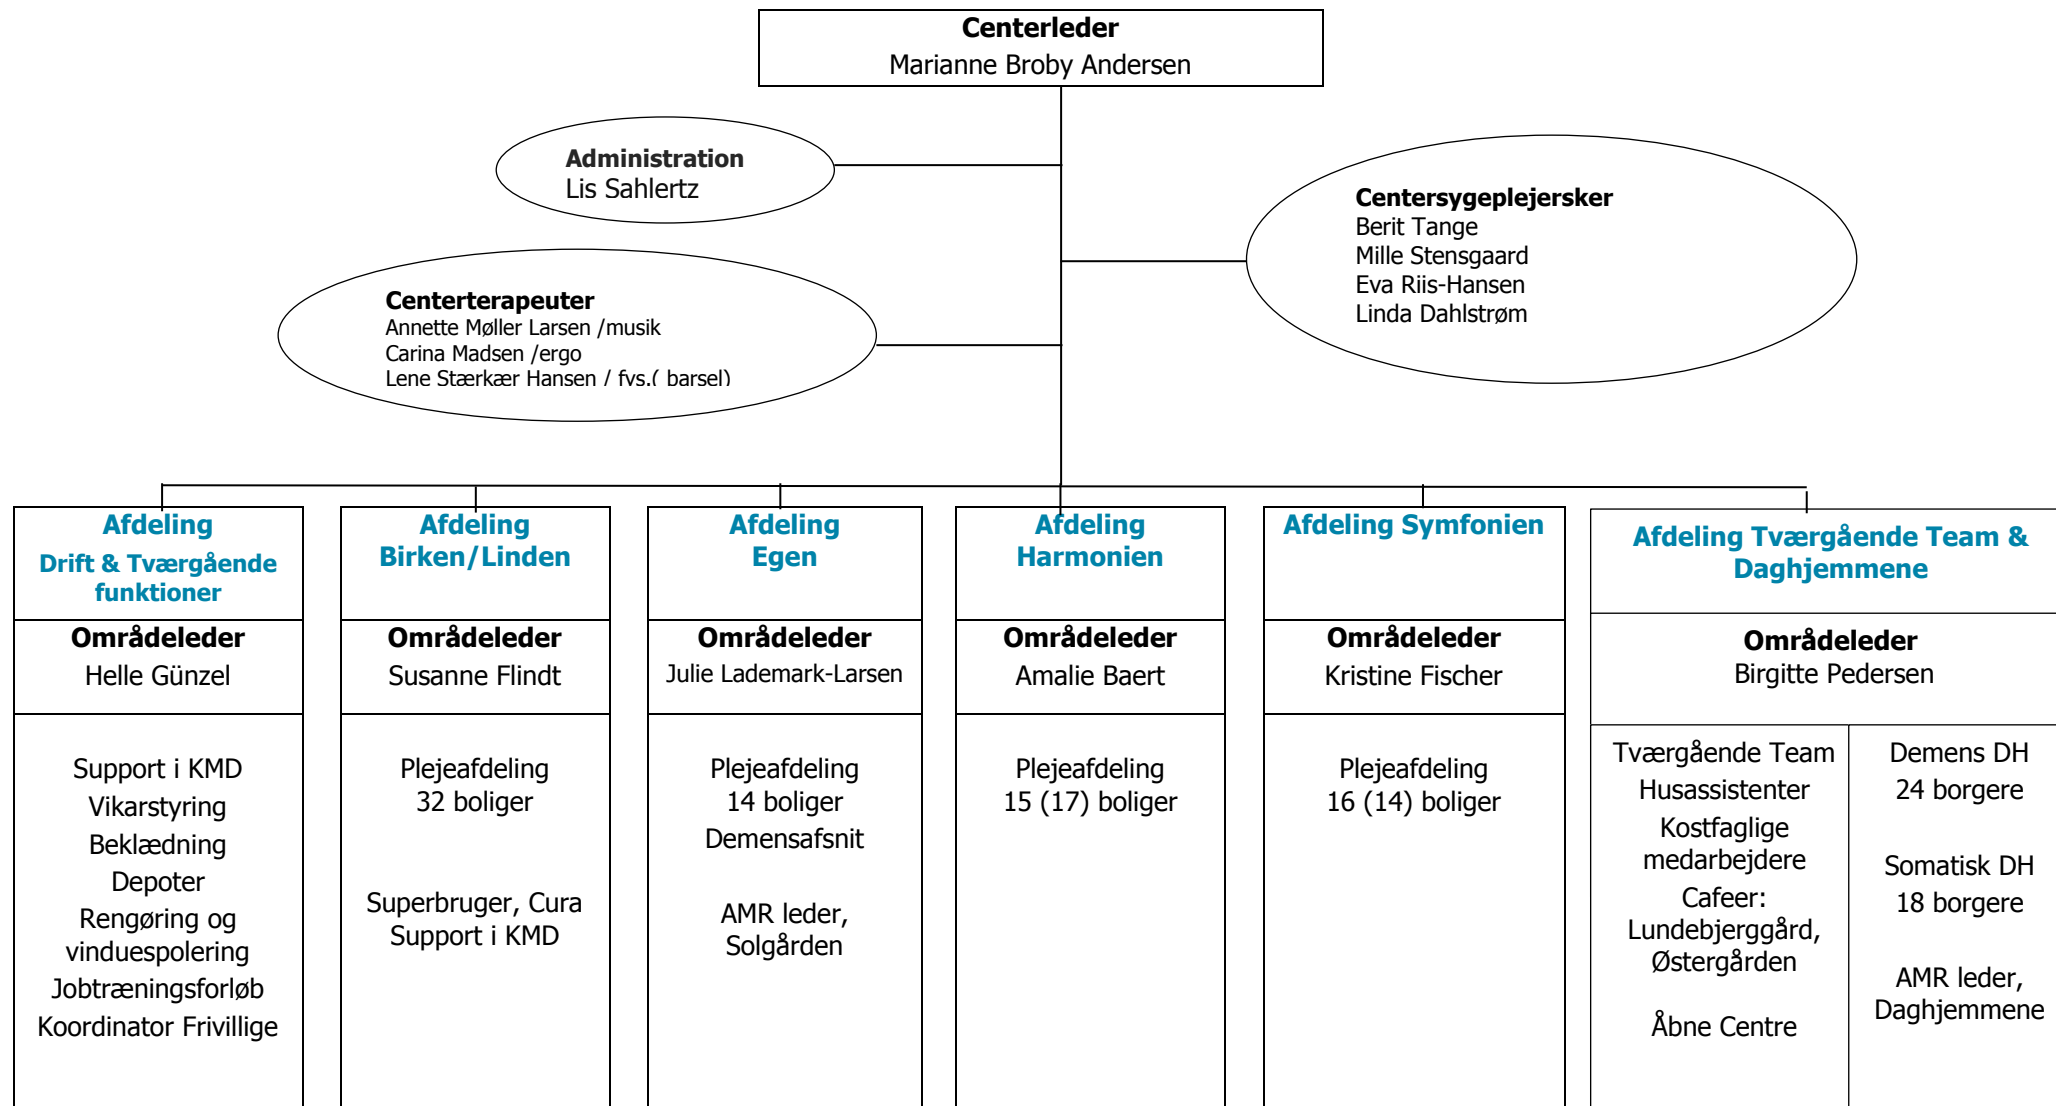 Centerleder
Marianne Broby Andersen
Administration
Lis Sahlertz
Centersygeplejersker
Berit Tange
Mille Stensgaard
Eva Riis-Hansen
Linda Dahlstrøm
Centerterapeuter
Annette Møller Larsen /musik
Carina Madsen /ergo
Lene Stærkær Hansen / fys.( barsel)
Afdeling
Drift & Tværgående
funktioner
Områdeleder
Helle Günzel
Support i KMD
Vikarstyring
Beklædning
Depoter
Rengøring og
vinduespolering
Jobtræningsforløb
Koordinator Frivillige
Afdeling
Birken/Linden
Områdeleder
Susanne Flindt
Plejeafdeling
32 boliger
Superbruger, Cura
Support i KMD
Afdeling
Egen
Områdeleder
Julie Lademark-Larsen
Plejeafdeling
14 boliger
Demensafsnit
AMR leder,
Solgården
Afdeling
Harmonien
Områdeleder
Amalie Baert
Plejeafdeling
15 (17) boliger
Afdeling Symfonien
Områdeleder
Kristine Fischer
Plejeafdeling
16 (14) boliger
Afdeling Tværgående Team &
Daghjemmene
Områdeleder
Birgitte Pedersen
Tværgående Team
Husassistenter
Kostfaglige
medarbejdere
Cafeer:
Lundebjerggård,
Østergården
Åbne Centre
Demens DH
24 borgere
Somatisk DH
18 borgere
AMR leder,
Daghjemmene